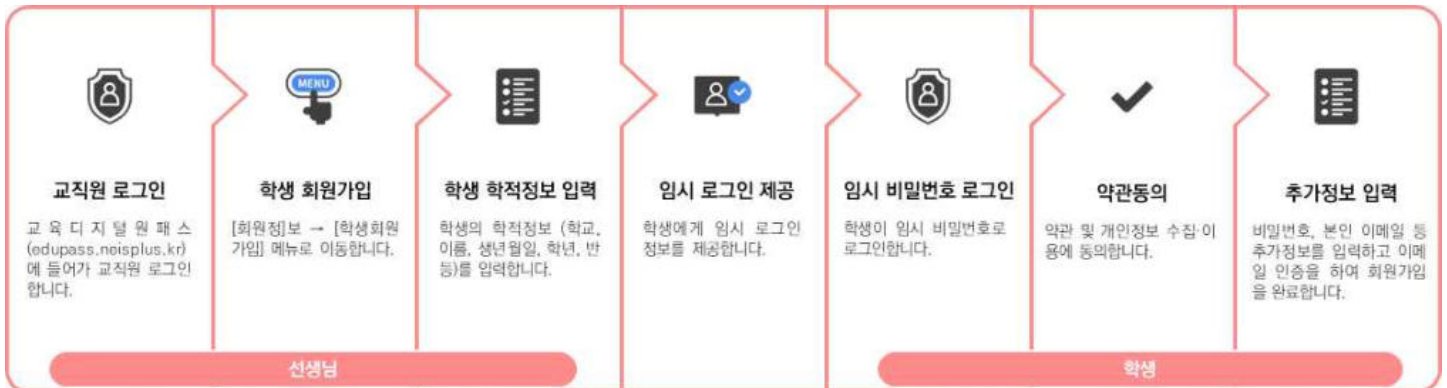 MENU
교직원 로그인
교육디지털원패스
(edupass.neisplus.kr)
에 들어가 교직원 로그인
합니다.
학생 회원가입
[회원정]보 → [학생회원
가입] 메뉴로 이동합니다.
학생 학적정보 입력
학생의 학적정보 (학교,
이름, 생년월일, 학년, 반
등)를 입력합니다.
임시 로그인 제공
학생에게 임시 로그인
정보를 제공합니다.
임시 비밀번호 로그인
학생이 임시 비밀번호로
로그인합니다.
약관동의
약관 및 개인정보 수집·이
용에 동의합니다.
추가정보 입력
비밀번호, 본인 이메일 등
추가정보를 입력하고 이메
일 인증을 하여 회원가입
을 완료합니다.
선생님
학생